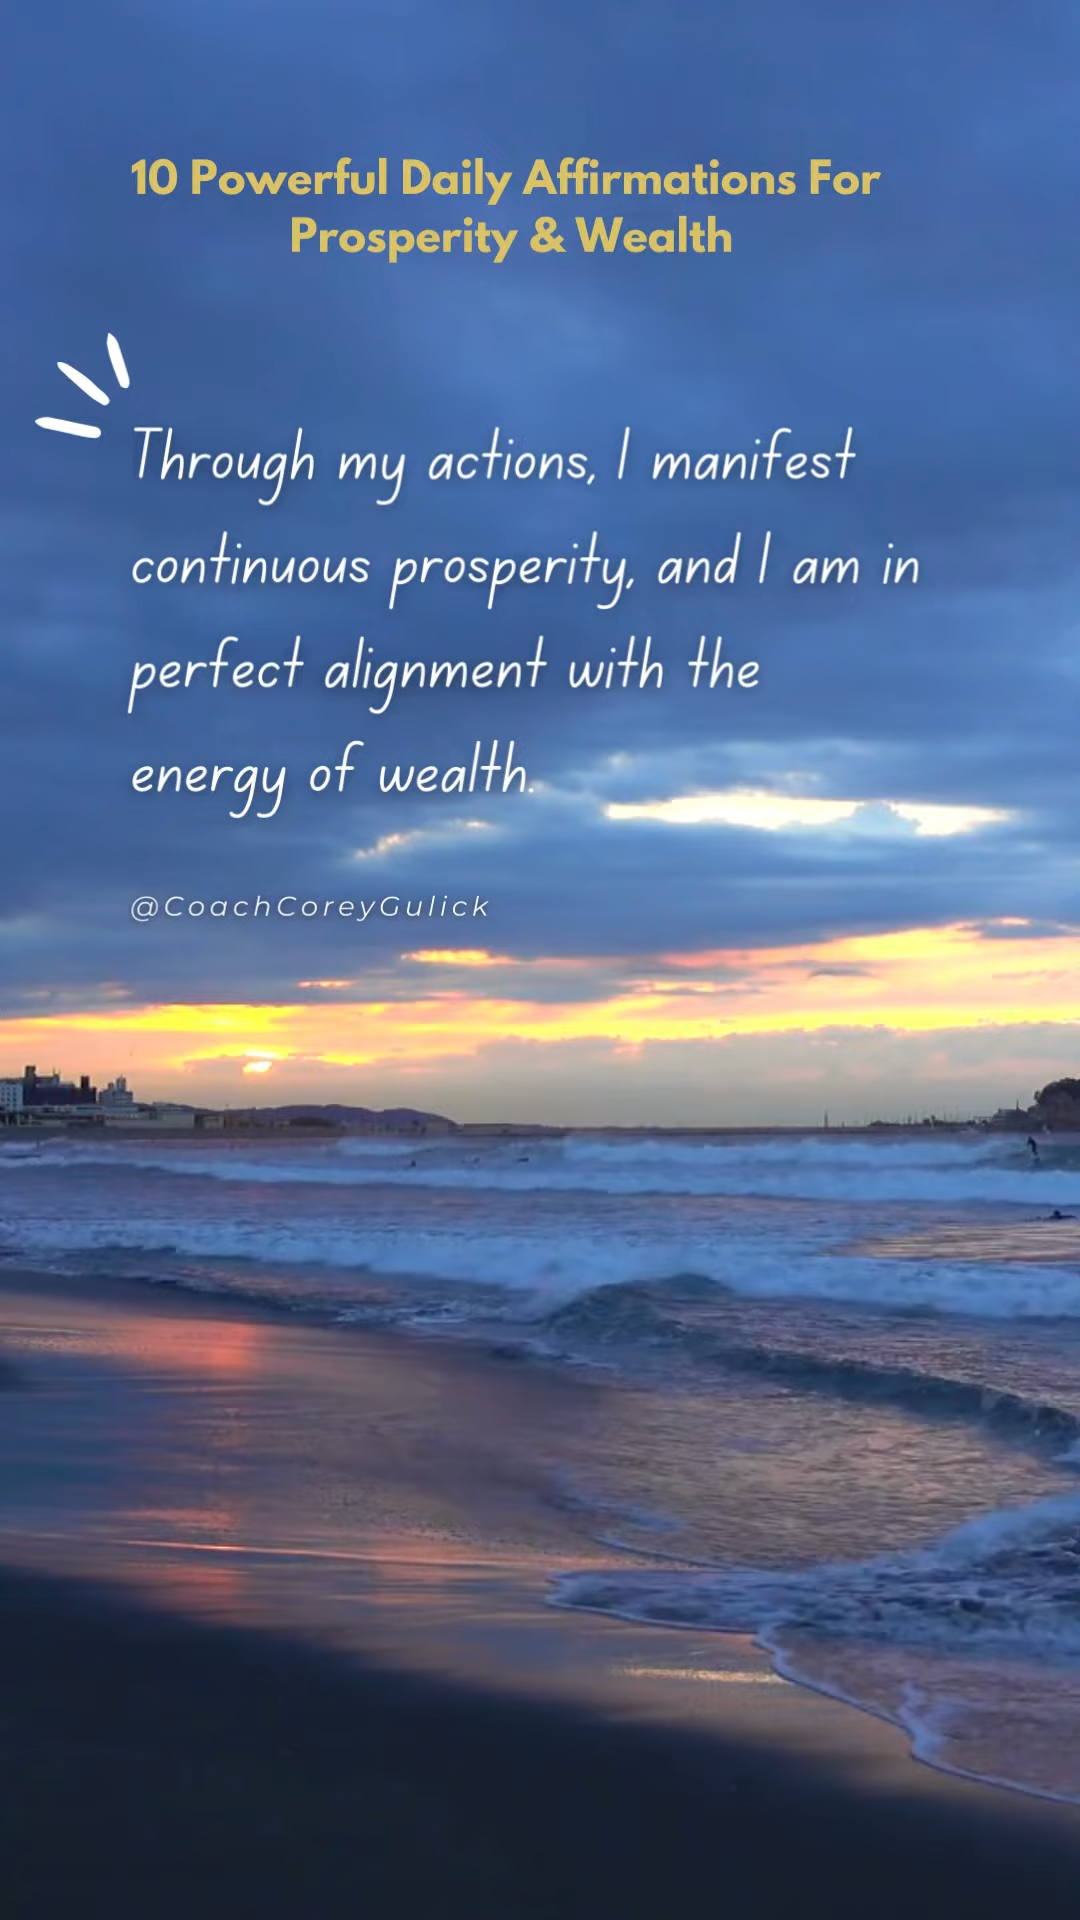 10 Powerful Daily Affirmations For
Prosperity & Wealth
Through my actions, I manifest
continuous prosperity, and I am in
perfect alignment with the
energy of wealth.
@CoachCoreyGulick